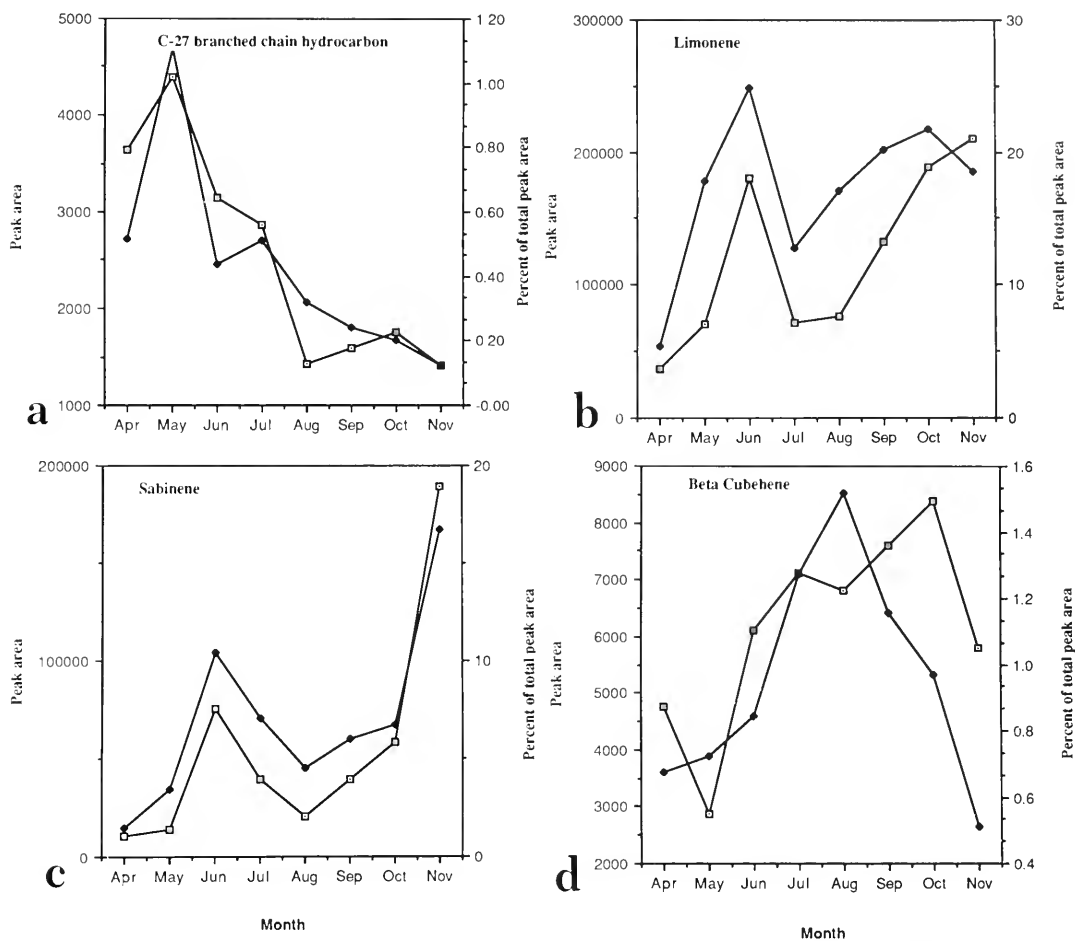 C-27 branched chain hydrocarbon
5000
4000
3000
2000
1000
1.20
1.00
0.80
0.60
0.40
0.20
-0.00
Peak area
Percent of total peak area
Apr May Jun Jul Aug Sep Oct Nov
a
Limonene
300000
200000
100000
0
30
20
10
0
Peak area
Percent of total peak area
Apr May Jun Jul Aug Sep Oct Nov
b
Sabinene
200000
100000
0
20
10
0
Peak area
Percent of total peak area
Apr May Jun Jul Aug Sep Oct Nov
c
Month
Beta Cubehene
9000
8000
7000
6000
5000
4000
3000
2000
1.6
1.4
1.2
1.0
0.8
0.6
0.4
Peak area
Percent of total peak area
Apr May Jun Jul Aug Sep Oct Nov
d
Month